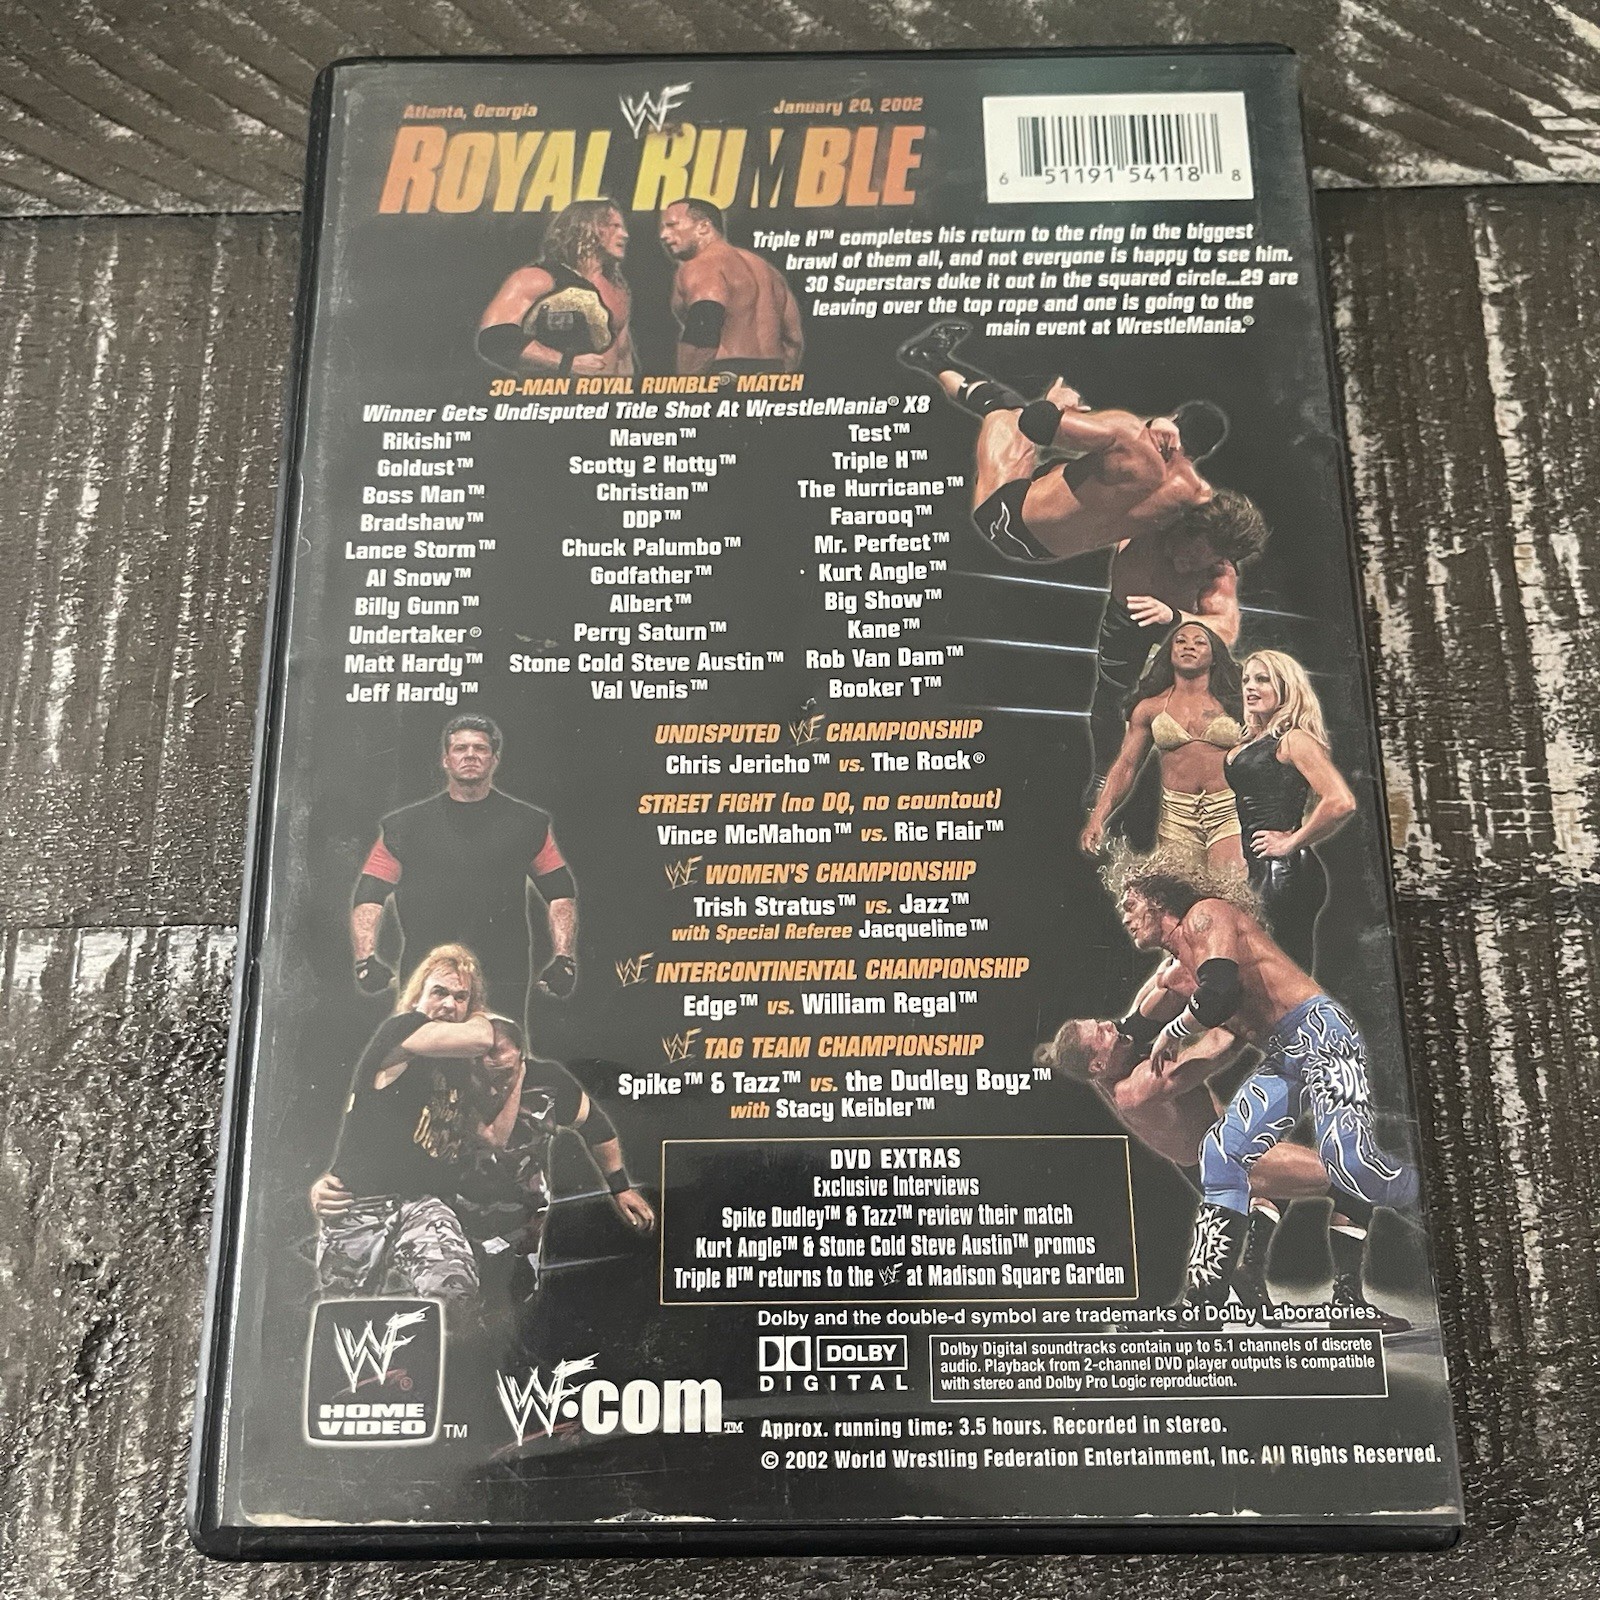 Atlanta, Georgia
WF
January 20, 2002
ROYAL RUMBLE
6 51191 54118 8
Triple H™ completes his return to the ring in the biggest
brawl of them all, and not everyone is happy to see him.
30 Superstars duke it out in the squared circle...29 are
leaving over the top rope and one is going to the
main event at WrestleMania.®
30-MAN ROYAL RUMBLE® MATCH
Winner Gets Undisputed Title Shot At WrestleMania® X8
Rikishi™
Goldust™
Boss Man™
Bradshaw™
Lance Storm™
Al Snow™
Billy Gunn™
Undertaker®
Matt Hardy™
Jeff Hardy™
Maven™
Scotty 2 Hotty™
Christian™
DDP™
Chuck Palumbo™
Godfather™
Albert™
Perry Saturn™
Stone Cold Steve Austin™
Val Venis™
Test™
Triple H™
The Hurricane™
Faarooq™
Mr. Perfect™
Kurt Angle™
Big Show™
Kane™
Rob Van Dam™
Booker T™
UNDISPUTED WF CHAMPIONSHIP
Chris Jericho™ vs. The Rock®
STREET FIGHT (no DQ, no countout)
Vince McMahon™ vs. Ric Flair™
WF WOMEN'S CHAMPIONSHIP
Trish Stratus™ vs. Jazz™
with Special Referee Jacqueline™
WF INTERCONTINENTAL CHAMPIONSHIP
Edge™ vs. William Regal™
WF TAG TEAM CHAMPIONSHIP
Spike™ & Tazz™ vs. the Dudley Boyz™
with Stacy Keibler™
DVD EXTRAS
Exclusive Interviews
Spike Dudley™ & Tazz™ review their match
Kurt Angle™ & Stone Cold Steve Austin™ promos
Triple H™ returns to the WF at Madison Square Garden
Dolby and the double-d symbol are trademarks of Dolby Laboratories.
DOLBY
DIGITAL
Dolby Digital soundtracks contain up to 5.1 channels of discrete
audio. Playback from 2-channel DVD player outputs is compatible
with stereo and Dolby Pro Logic reproduction.
WF ®
HOME
VIDEO ™
WF.com™
Approx. running time: 3.5 hours. Recorded in stereo.
© 2002 World Wrestling Federation Entertainment, Inc. All Rights Reserved.